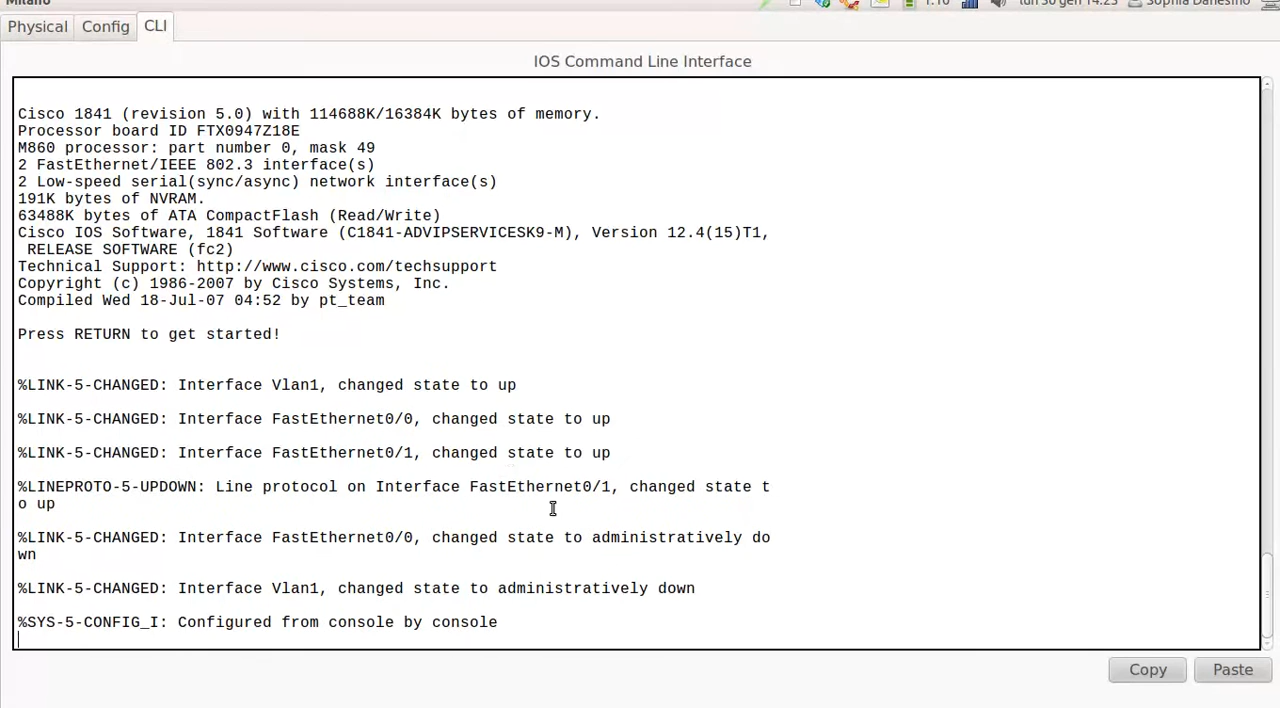 Milano
1:10 lun 30 gen 14:23 Sophia Danesino
Physical Config CLI
IOS Command Line Interface
Cisco 1841 (revision 5.0) with 114688K/16384K bytes of memory.
Processor board ID FTX0947Z18E
M860 processor: part number 0, mask 49
2 FastEthernet/IEEE 802.3 interface(s)
2 Low-speed serial(sync/async) network interface(s)
191K bytes of NVRAM.
63488K bytes of ATA CompactFlash (Read/Write)
Cisco IOS Software, 1841 Software (C1841-ADVIPSERVICESK9-M), Version 12.4(15)T1,
RELEASE SOFTWARE (fc2)
Technical Support: http://www.cisco.com/techsupport
Copyright (c) 1986-2007 by Cisco Systems, Inc.
Compiled Wed 18-Jul-07 04:52 by pt_team
Press RETURN to get started!
%LINK-5-CHANGED: Interface Vlan1, changed state to up
%LINK-5-CHANGED: Interface FastEthernet0/0, changed state to up
%LINK-5-CHANGED: Interface FastEthernet0/1, changed state to up
%LINEPROTO-5-UPDOWN: Line protocol on Interface FastEthernet0/1, changed state t
o up
%LINK-5-CHANGED: Interface FastEthernet0/0, changed state to administratively do
wn
%LINK-5-CHANGED: Interface Vlan1, changed state to administratively down
%SYS-5-CONFIG_I: Configured from console by console
Copy Paste